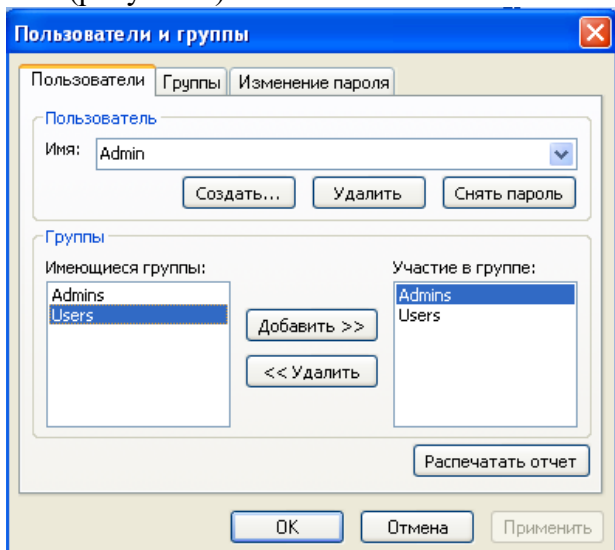 Пользователи и группы
Пользователи Группы Изменение пароля
Пользователь
Имя: Admin
Создать... Удалить Снять пароль
Группы
Имеющиеся группы: Участие в группе:
Admins Admins
Users Users
Добавить >>
<< Удалить
Распечатать отчет
OK Отмена Применить